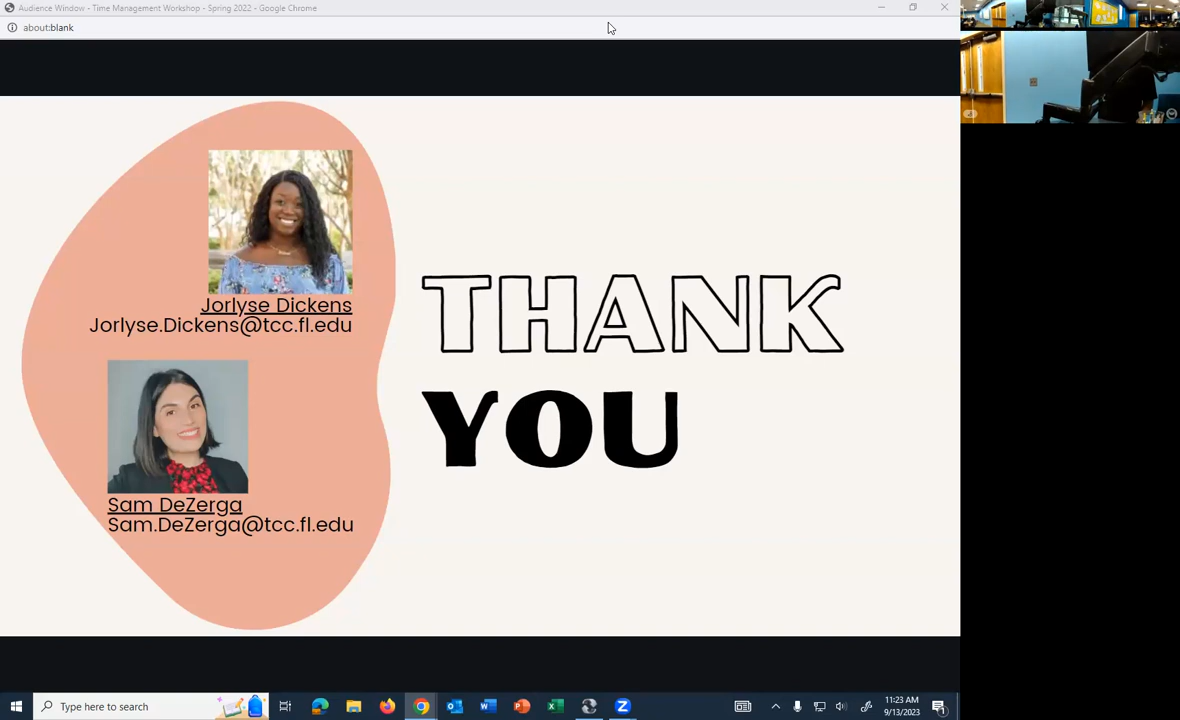 Audience Window - Time Management Workshop - Spring 2022 - Google Chrome
about:blank
Jorlyse Dickens
Jorlyse.Dickens@tcc.fl.edu
Sam DeZerga
Sam.DeZerga@tcc.fl.edu
THANK
YOU
Type here to search
11:23 AM
9/13/2023